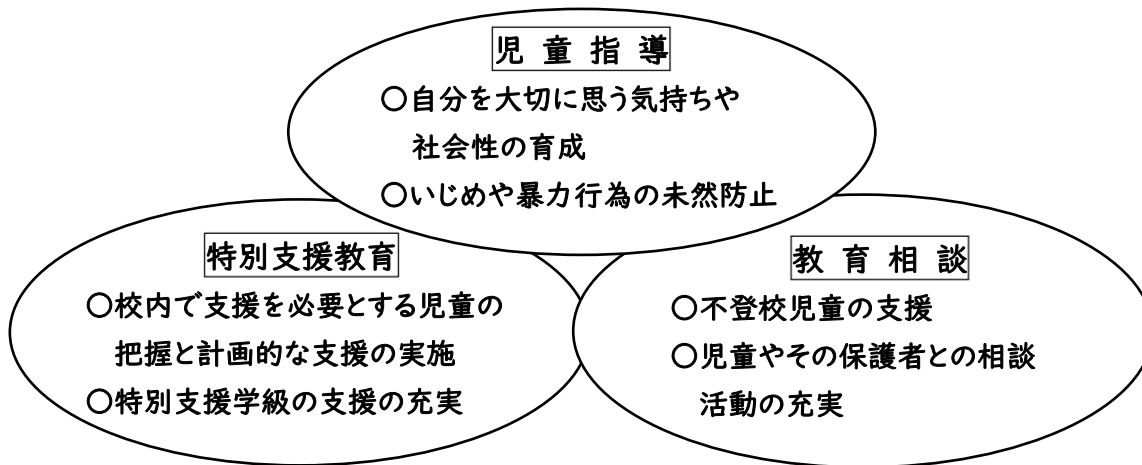 児 童 指 導
○自分を大切に思う気持ちや
社会性の育成
○いじめや暴力行為の未然防止
特別支援教育
○校内で支援を必要とする児童の
把握と計画的な支援の実施
○特別支援学級の支援の充実
教 育 相 談
○不登校児童の支援
○児童やその保護者との相談
活動の充実